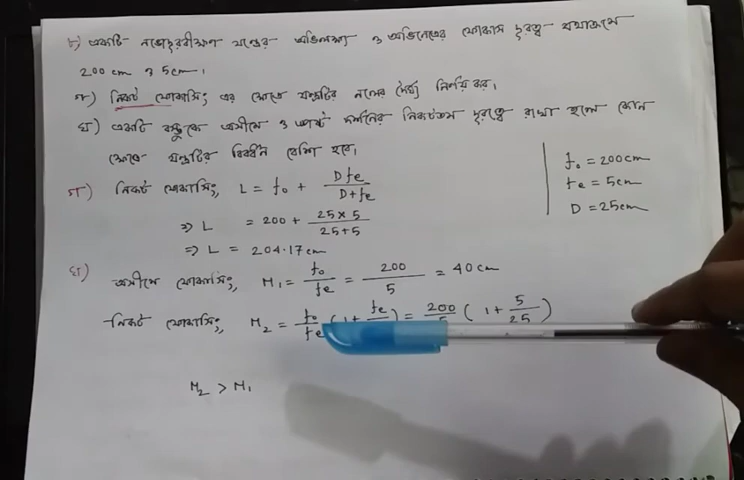 ৮) একটি নভোদূরবীক্ষণ যন্ত্রের অভিলক্ষ্য ও অভিনেত্রের ফোকাস দূরত্ব যথাক্রমে
200 cm ও 5cm।
গ) নিকট ফোকাসিং এর ক্ষেত্রে যন্ত্রটির নলের দৈর্ঘ্য নির্ণয় কর।
ঘ) একটি বস্তুকে অসীমে ও স্পষ্ট দর্শনের নিকটতম দূরত্বে রাখা হলে কোন
ক্ষেত্রে যন্ত্রটির বিবর্ধন বেশি হবে।
f₀ = 200cm
fe = 5cm
D = 25cm
গ) নিকট ফোকাসিং, L = f₀ + Dfe/D+fe
⇒ L = 200 + 25×5/25+5
⇒ L = 204.17cm
ঘ) অসীমে ফোকাসিং, M₁ = f₀/fe = 200/5 = 40 cm
নিকট ফোকাসিং, M₂ = f₀/fe (1 + fe/) = 200/5 (1 + 5/25)
M₂ > M₁